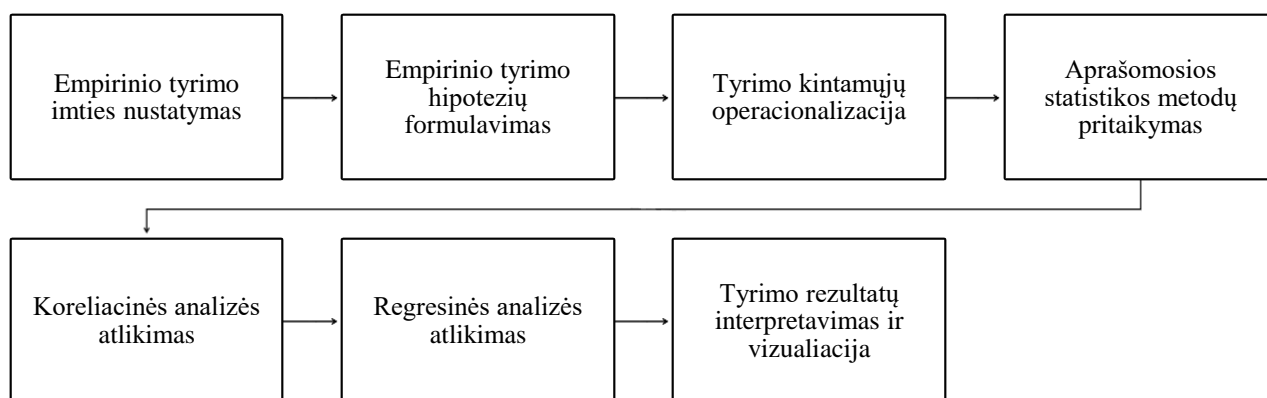 Empirinio tyrimo
imties nustatymas
Empirinio tyrimo
hipotezių
formulavimas
Tyrimo kintamųjų
operacionalizacija
Aprašomosios
statistikos metodų
pritaikymas
Koreliacinės analizės
atlikimas
Regresinės analizės
atlikimas
Tyrimo rezultatų
interpretavimas ir
vizualiacija